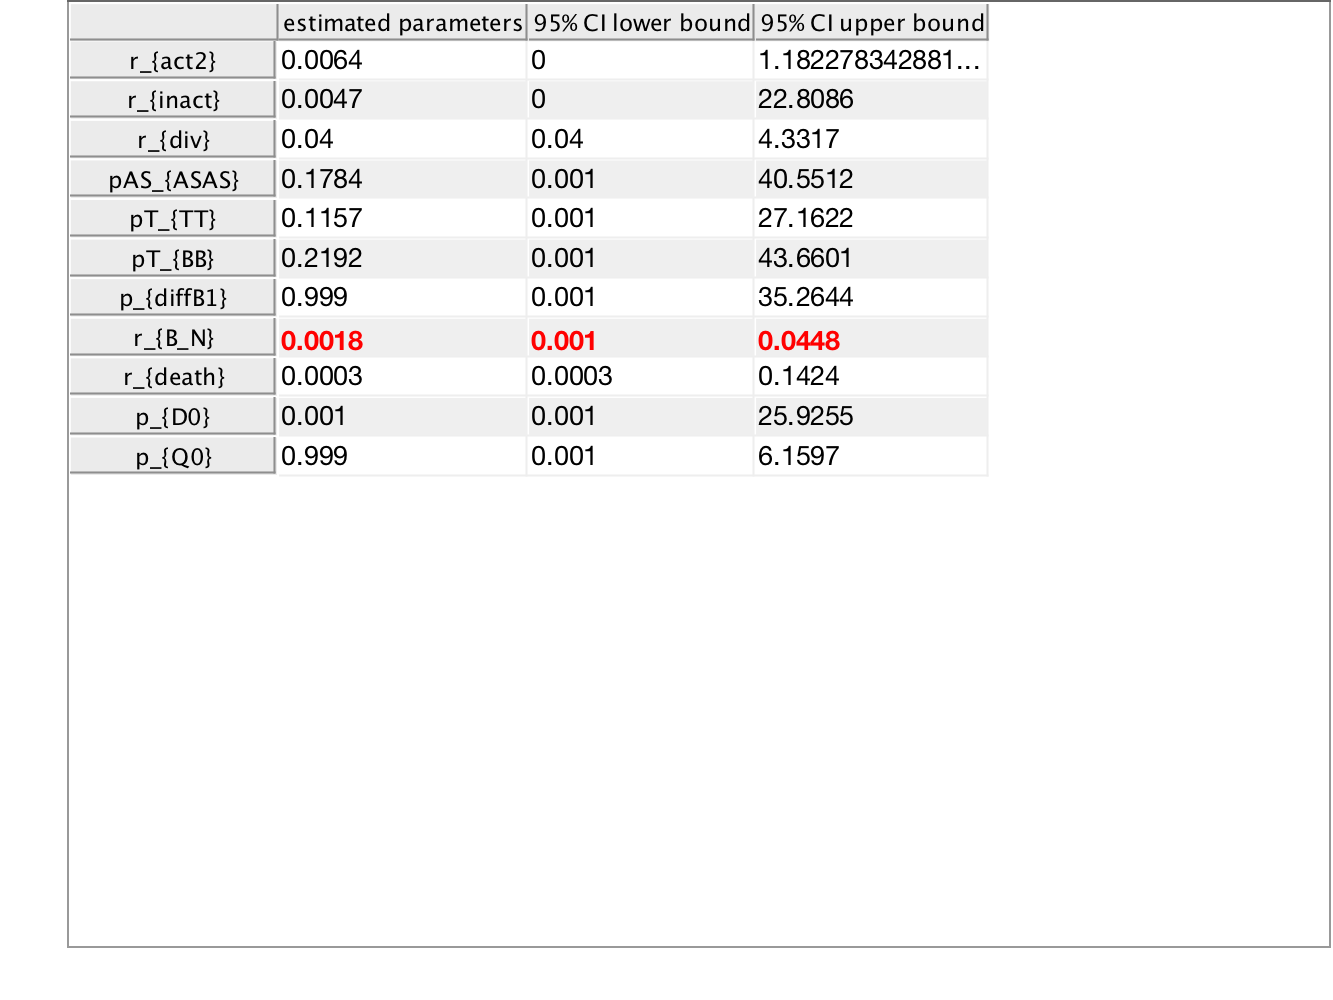 estimated parameters 95% CI lower bound 95% CI upper bound
r_{act2} 0.0064 0 1.182278342881...
r_{inact} 0.0047 0 22.8086
r_{div} 0.04 0.04 4.3317
pAS_{ASAS} 0.1784 0.001 40.5512
pT_{TT} 0.1157 0.001 27.1622
pT_{BB} 0.2192 0.001 43.6601
p_{diffB1} 0.999 0.001 35.2644
r_{B_N} 0.0018 0.001 0.0448
r_{death} 0.0003 0.0003 0.1424
p_{D0} 0.001 0.001 25.9255
p_{Q0} 0.999 0.001 6.1597